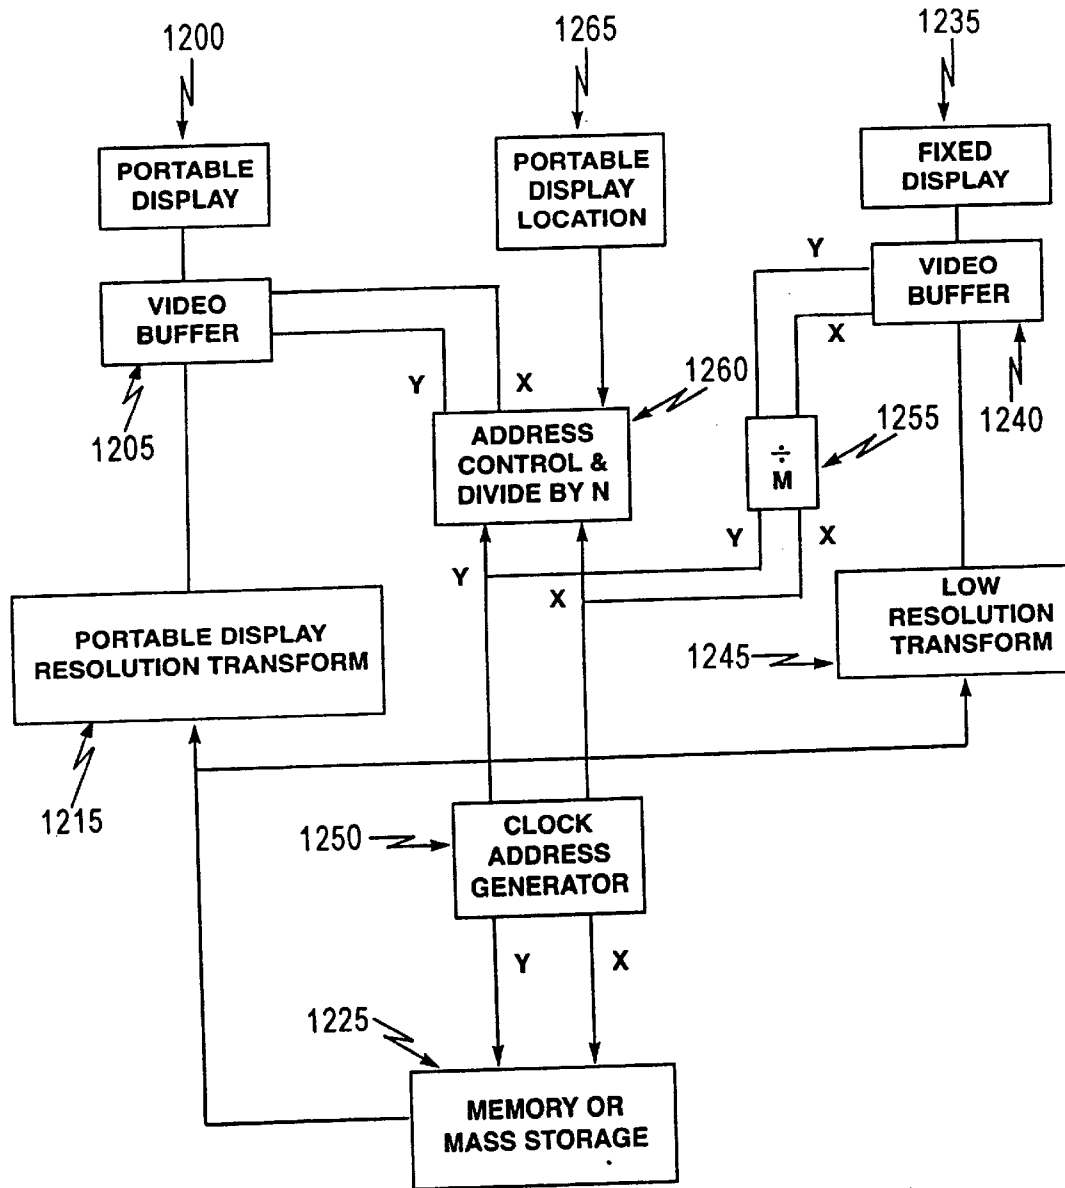 1200
1265
1235
PORTABLE
DISPLAY
PORTABLE
DISPLAY
LOCATION
FIXED
DISPLAY
VIDEO
BUFFER
Y
VIDEO
BUFFER
X
Y
X
1205
1260
1240
ADDRESS
CONTROL &
DIVIDE BY N
÷
M
1255
Y
X
Y
X
PORTABLE DISPLAY
RESOLUTION TRANSFORM
LOW
RESOLUTION
TRANSFORM
1245
1215
1250
CLOCK
ADDRESS
GENERATOR
Y
X
1225
MEMORY OR
MASS STORAGE